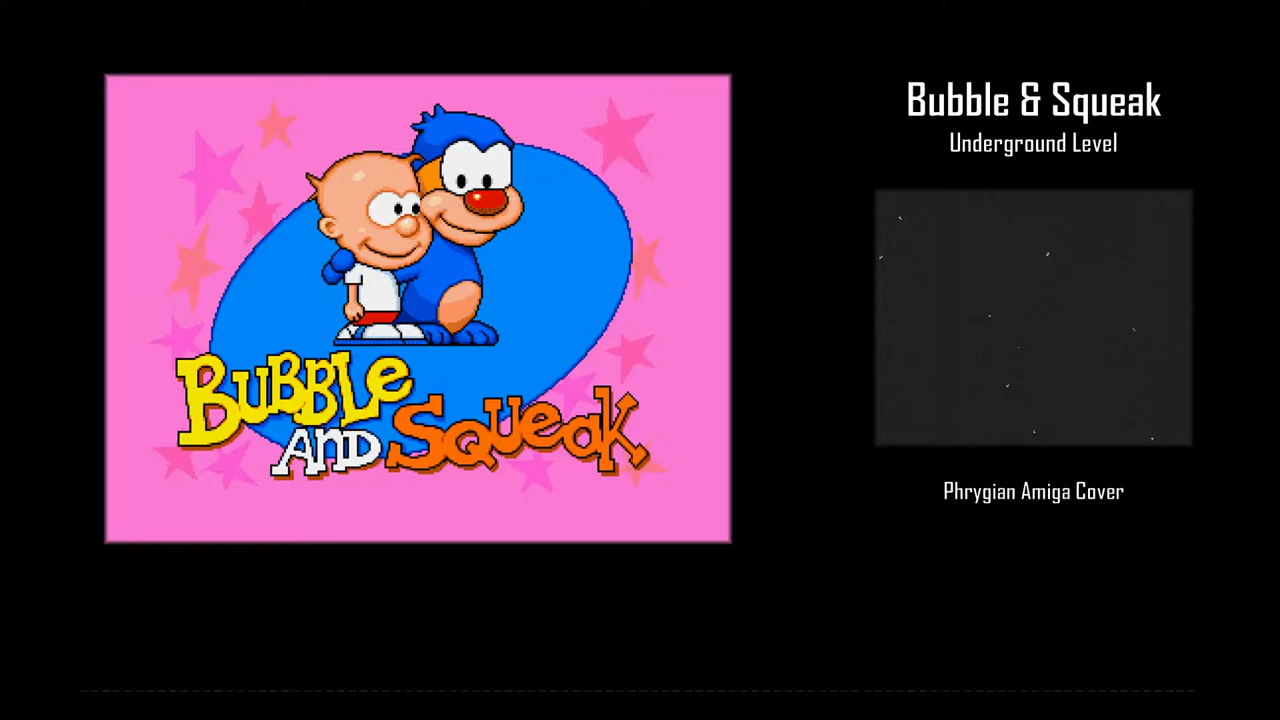 Bubble
AND Squeak
Bubble & Squeak
Underground Level
Phrygian Amiga Cover